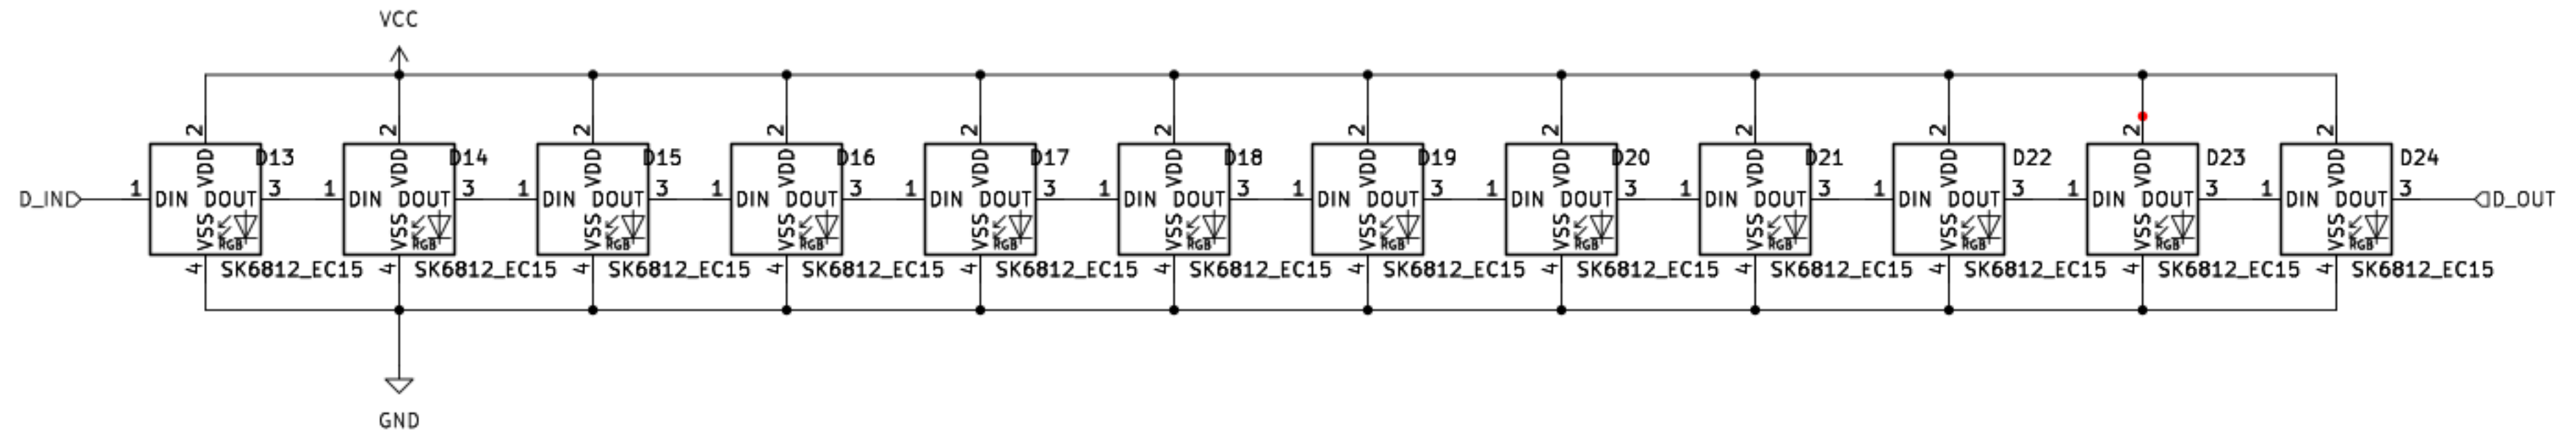 VCC
2 2 2 2 2 2 2 2 2 2 2 2
VDD D13 VDD D14 VDD D15 VDD D16 VDD D17 VDD D18 VDD D19 VDD D20 VDD D21 VDD D22 VDD D23 VDD D24
D_IN 1 DIN DOUT 3 1 DIN DOUT 3 1 DIN DOUT 3 1 DIN DOUT 3 1 DIN DOUT 3 1 DIN DOUT 3 1 DIN DOUT 3 1 DIN DOUT 3 1 DIN DOUT 3 1 DIN DOUT 3 1 DIN DOUT 3 1 DIN DOUT 3 D_OUT
VSS RGB VSS RGB VSS RGB VSS RGB VSS RGB VSS RGB VSS RGB VSS RGB VSS RGB VSS RGB VSS RGB VSS RGB
4 SK6812_EC15 4 SK6812_EC15 4 SK6812_EC15 4 SK6812_EC15 4 SK6812_EC15 4 SK6812_EC15 4 SK6812_EC15 4 SK6812_EC15 4 SK6812_EC15 4 SK6812_EC15 4 SK6812_EC15 4 SK6812_EC15
GND